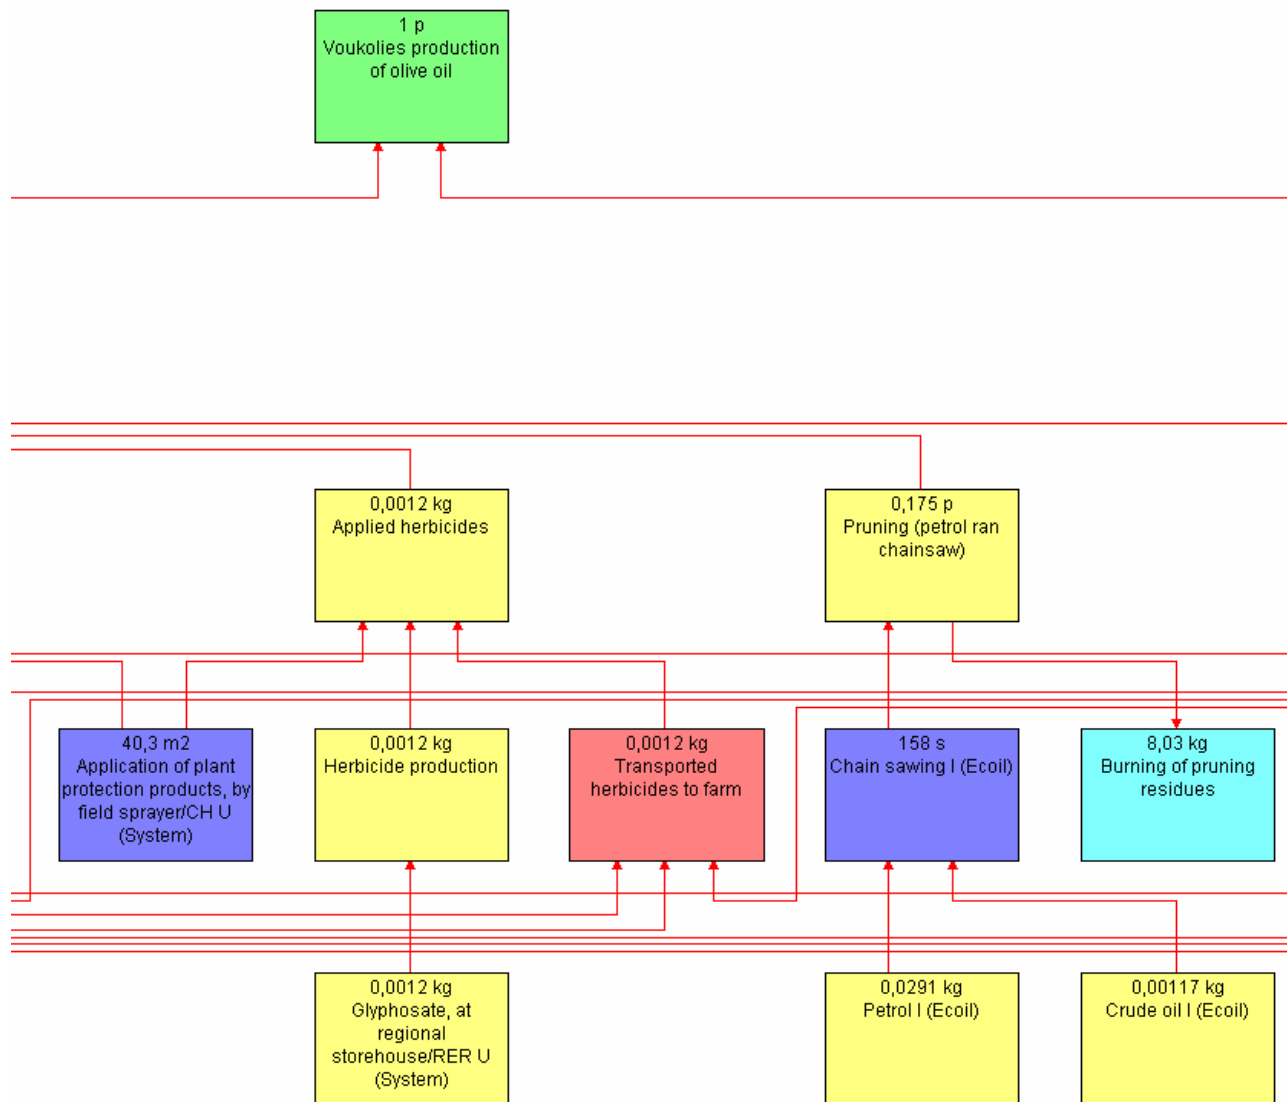 1 p
Voukolies production
of olive oil
0,0012 kg
Applied herbicides
0,175 p
Pruning (petrol ran
chainsaw)
40,3 m2
Application of plant
protection products, by
field sprayer/CH U
(System)
0,0012 kg
Herbicide production
0,0012 kg
Transported
herbicides to farm
158 s
Chain sawing I (Ecoil)
8,03 kg
Burning of pruning
residues
0,0012 kg
Glyphosate, at
regional
storehouse/RER U
(System)
0,0291 kg
Petrol I (Ecoil)
0,00117 kg
Crude oil I (Ecoil)